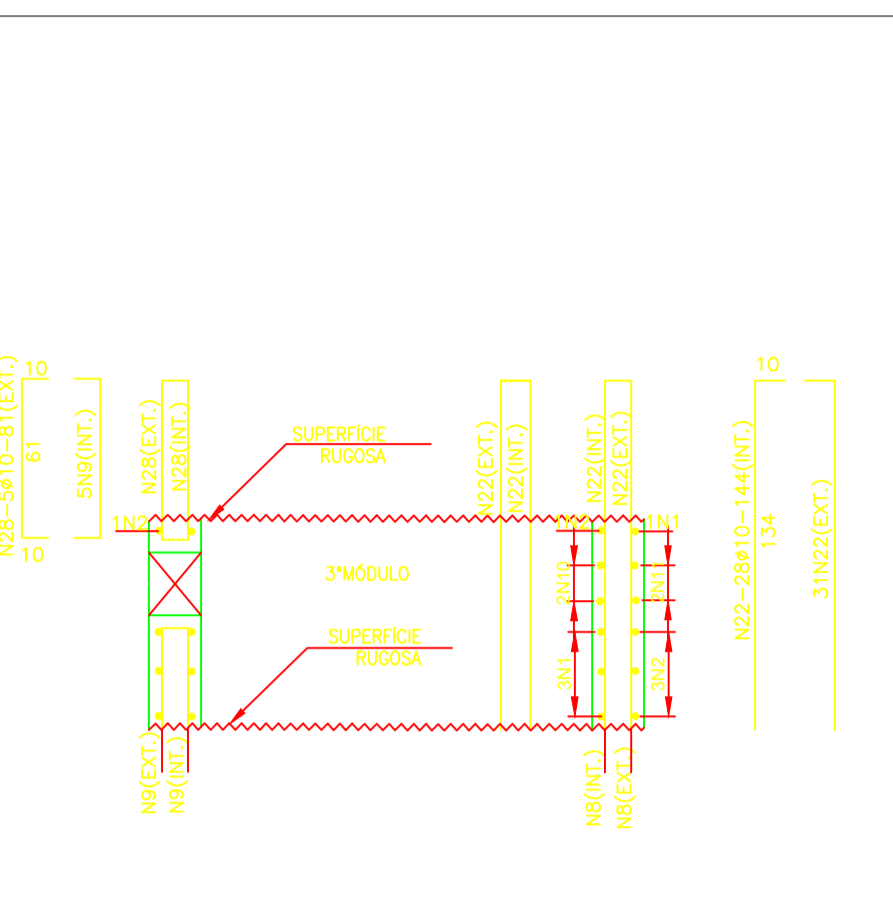 10
N28-5ø10-81(EXT.)
61
10
5N9(INT.)
N28(EXT.)
N28(INT.)
SUPERFÍCIE
RUGOSA
N22(EXT.)
N22(INT.)
N22(INT.)
N22(EXT.)
10
N22-28ø10-144(INT.)
134
31N22(EXT.)
1N2
1N2
1N1
3°MÓDULO
2N10
SUPERFÍCIE
RUGOSA
3N1
3N2
N9(EXT.)
N9(INT.)
N8(INT.)
N8(EXT.)